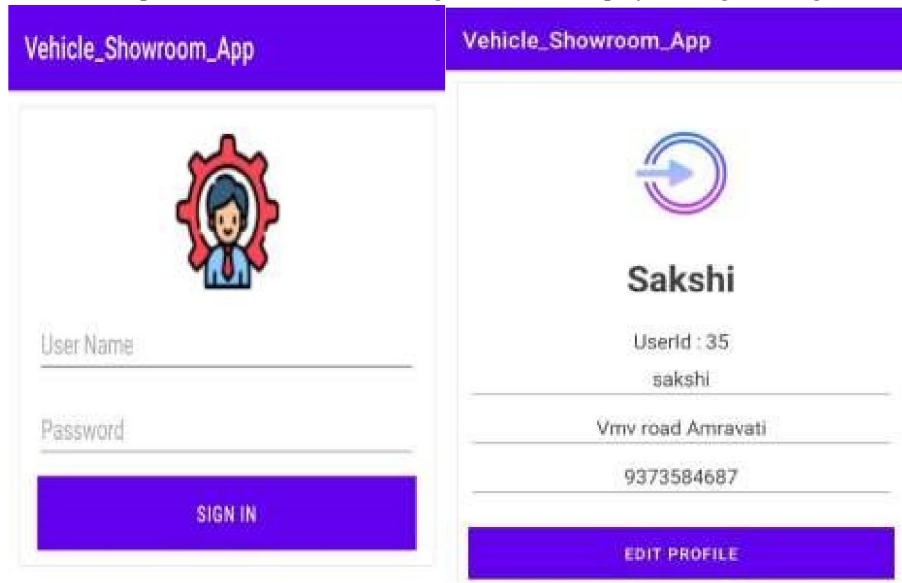 Vehicle_Showroom_App
User Name
Password
SIGN IN
Vehicle_Showroom_App
Sakshi
UserId : 35
sakshi
Vmv road Amravati
9373584687
EDIT PROFILE